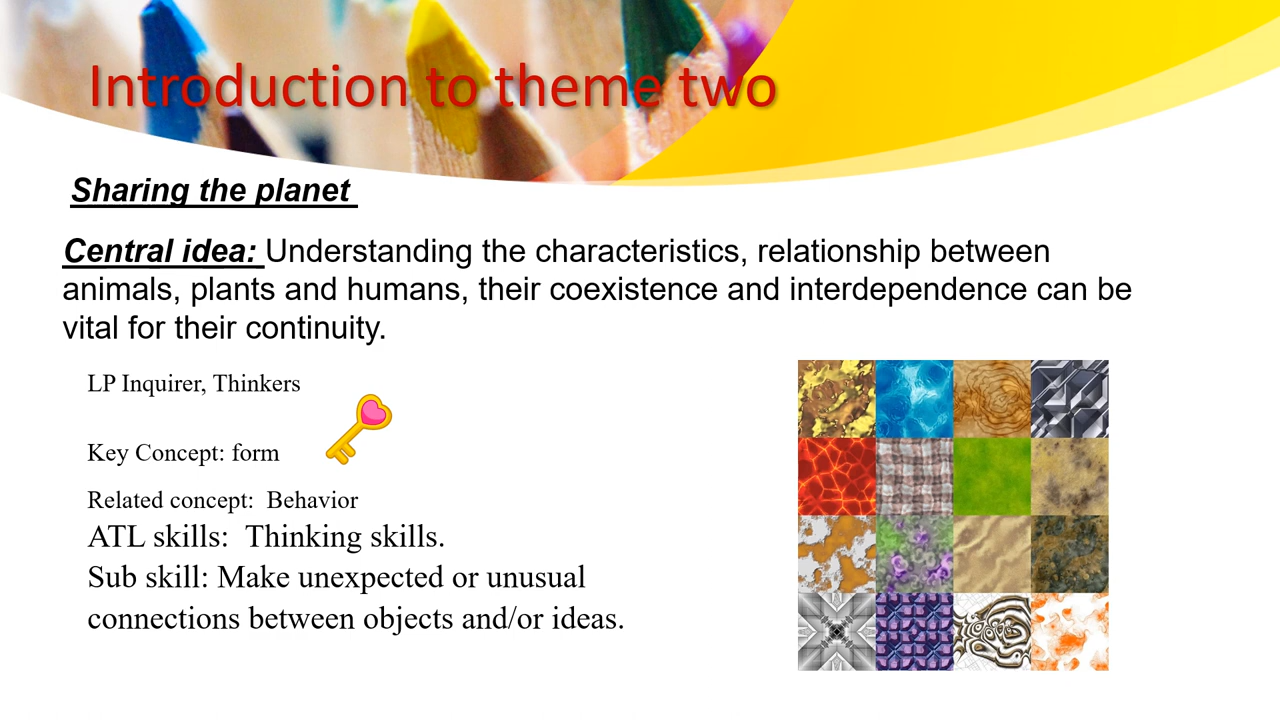 Introduction to theme two
Sharing the planet
Central idea: Understanding the characteristics, relationship between
animals, plants and humans, their coexistence and interdependence can be
vital for their continuity.
LP Inquirer, Thinkers
Key Concept: form
Related concept:  Behavior
ATL skills:  Thinking skills.
Sub skill: Make unexpected or unusual
connections between objects and/or ideas.